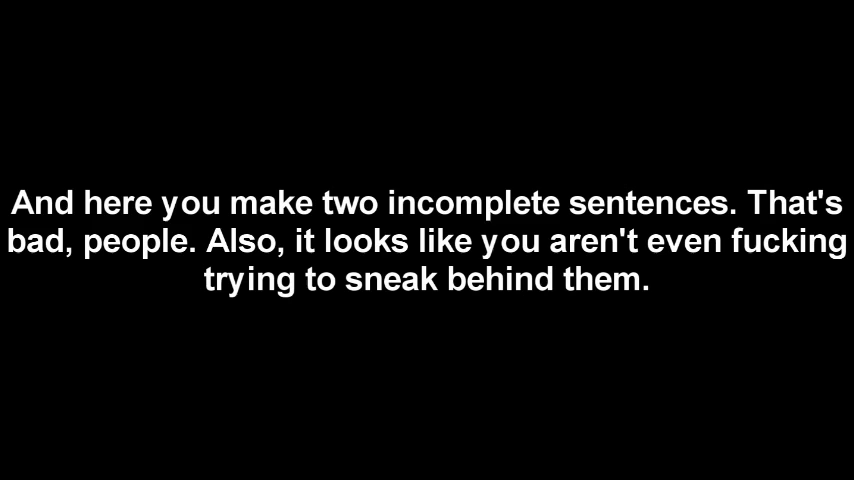 And here you make two incomplete sentences. That's
bad, people. Also, it looks like you aren't even fucking
trying to sneak behind them.